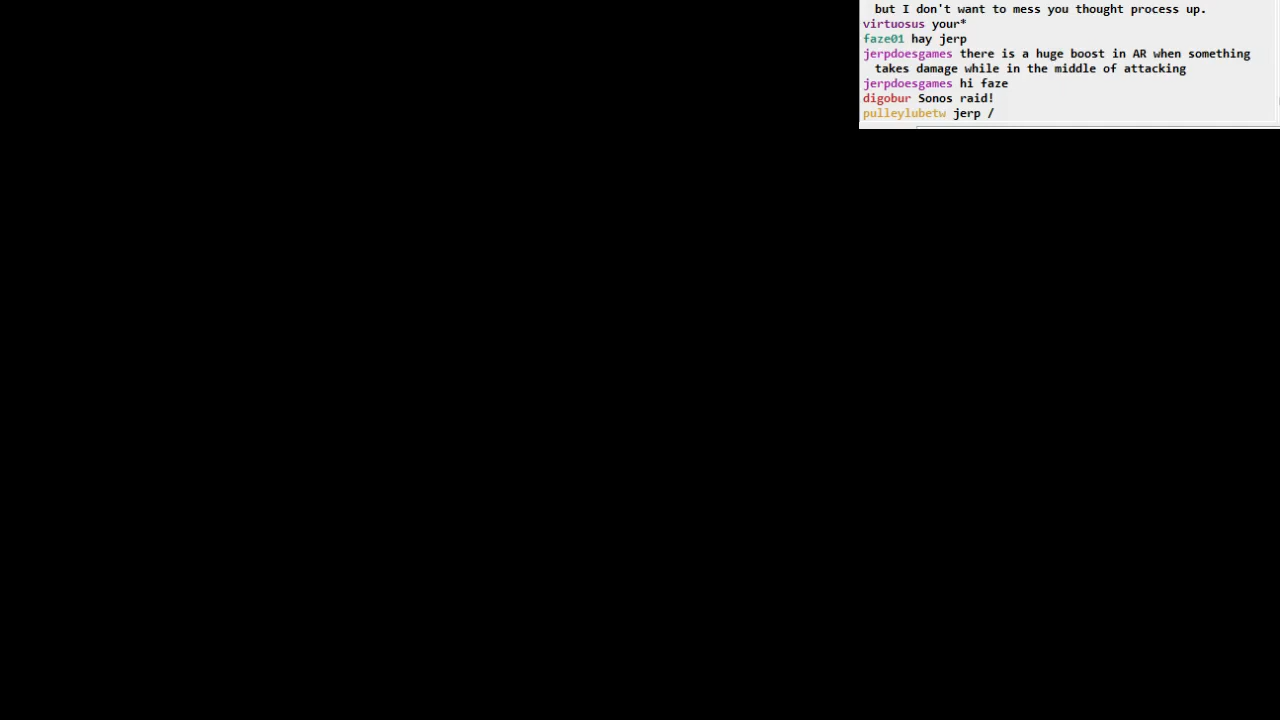 but I don't want to mess you thought process up.
virtuosus your*
faze01 hay jerp
jerpdoesgames there is a huge boost in AR when something
takes damage while in the middle of attacking
jerpdoesgames hi faze
digobur Sonos raid!
pulleylubetw jerp /